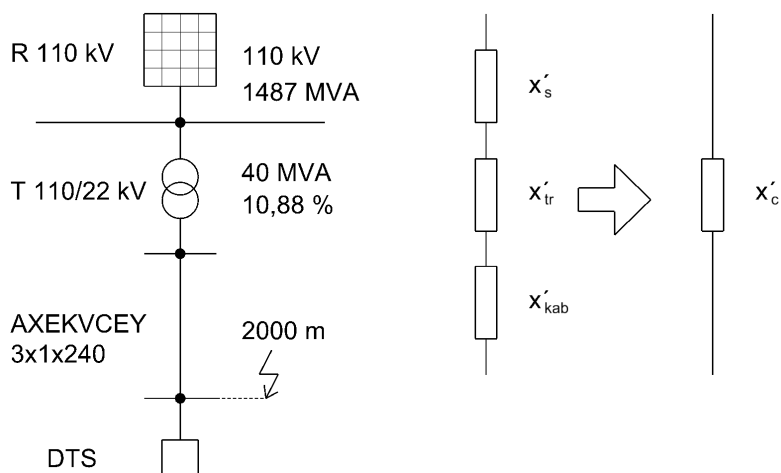 R 110 kV
110 kV
1487 MVA
T 110/22 kV
40 MVA
10,88 %
AXEKVCEY
3x1x240
2000 m
DTS
x´s
x´tr
x´kab
x´c